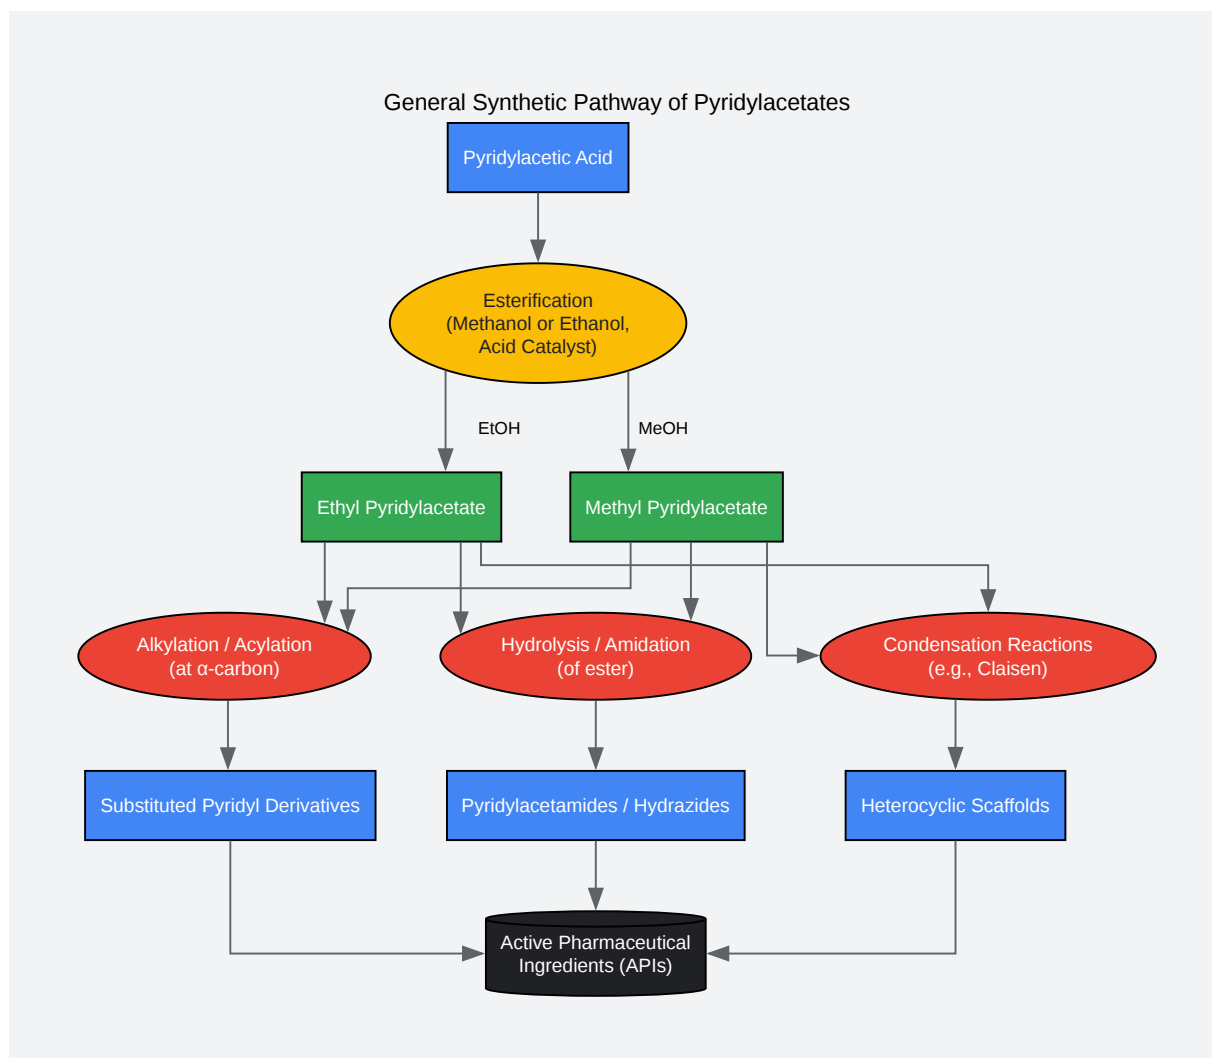 General Synthetic Pathway of Pyridylacetates
Pyridylacetic Acid
Esterification
(Methanol or Ethanol,
Acid Catalyst)
EtOH
MeOH
Ethyl Pyridylacetate
Methyl Pyridylacetate
Alkylation / Acylation
(at α-carbon)
Hydrolysis / Amidation
(of ester)
Condensation Reactions
(e.g., Claisen)
Substituted Pyridyl Derivatives
Pyridylacetamides / Hydrazides
Heterocyclic Scaffolds
Active Pharmaceutical
Ingredients (APIs)